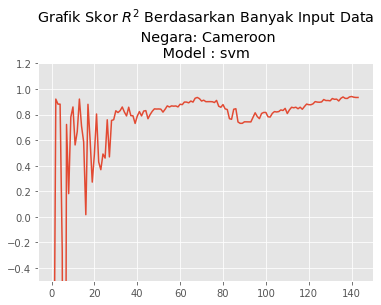 Grafik Skor R² Berdasarkan Banyak Input Data
Negara: Cameroon
Model : svm
1.2
1.0
0.8
0.6
0.4
0.2
0.0
−0.2
−0.4
0 20 40 60 80 100 120 140